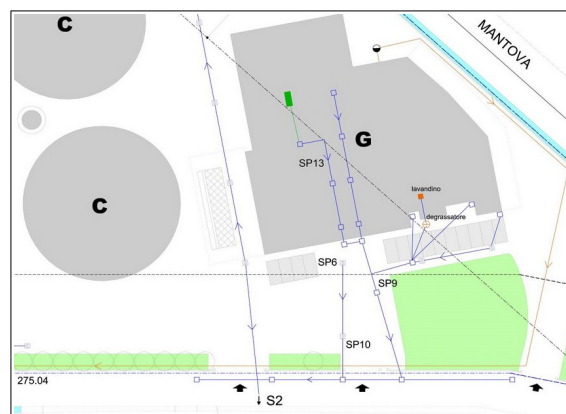 C
MANTOVA
G
SP13
C
lavandino
degrassatore
SP6
SP9
SP10
275.04
S2